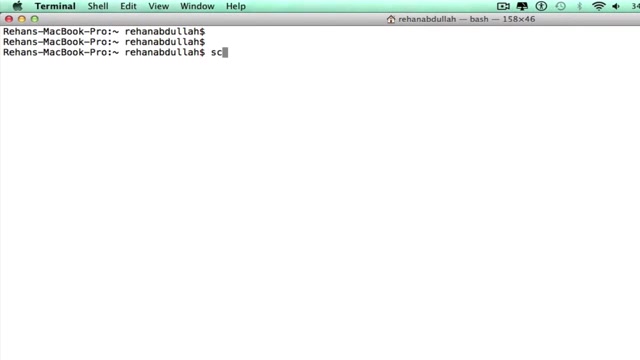 Terminal Shell Edit View Window Help
rehanabdullah — bash — 158×46
Rehans-MacBook-Pro:~ rehanabdullah$
Rehans-MacBook-Pro:~ rehanabdullah$
Rehans-MacBook-Pro:~ rehanabdullah$ sc